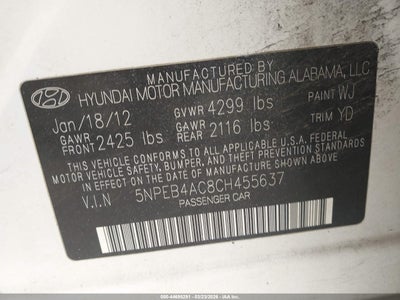 HYUNDAI MOTOR MANUFACTURING ALABAMA, LLC
Jan/18/12 GVWR 4299 lbs PAINT WJ
GAWR FRONT 2425 lbs GAWR REAR 2116 lbs TRIM YD
THIS VEHICLE CONFORMS TO ALL APPLICABLE U.S. FEDERAL
MOTOR VEHICLE SAFETY, BUMPER, AND THEFT PREVENTION
STANDARDS IN EFFECT ON THE DATE OF MANUFACTURE SHOWN ABOVE.
V.I.N 5NPEB4AC8CH455637
PASSENGER CAR